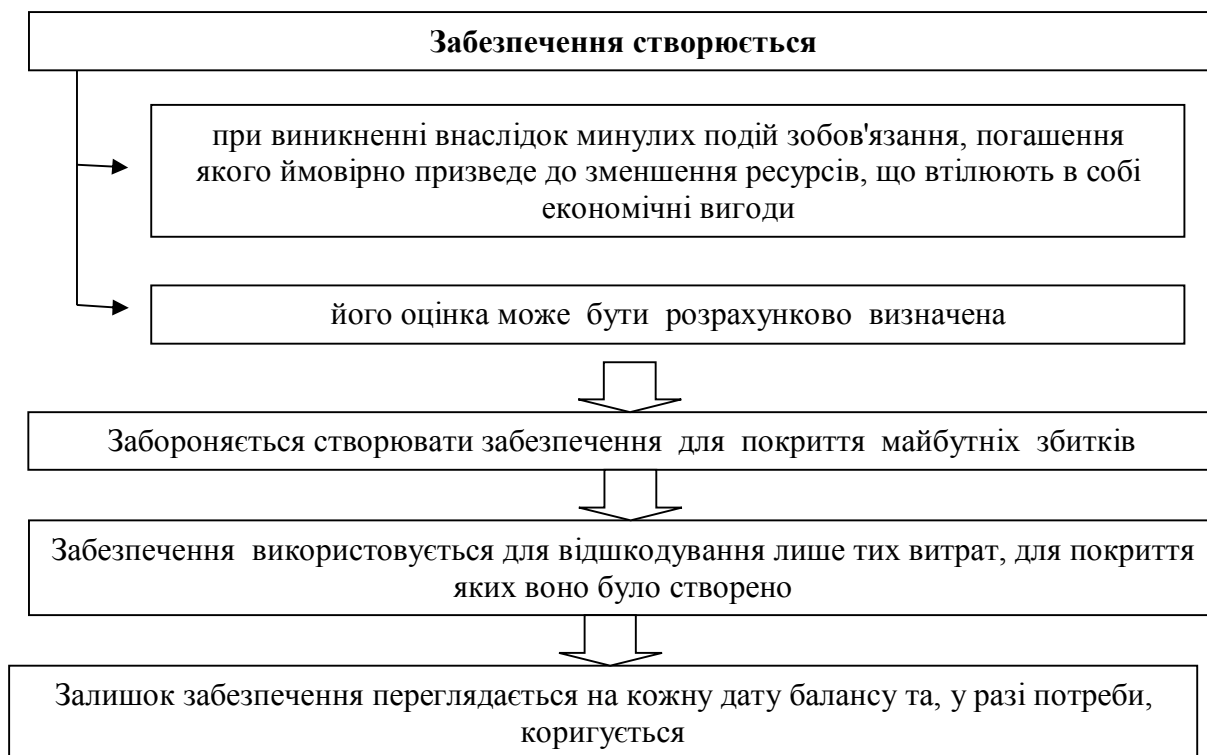 Забезпечення створюється
при виникненні внаслідок минулих подій зобов'язання, погашення
якого ймовірно призведе до зменшення ресурсів, що втілюють в собі
економічні вигоди
його оцінка може бути розрахунково визначена
Забороняється створювати забезпечення для покриття майбутніх збитків
Забезпечення використовується для відшкодування лише тих витрат, для покриття
яких воно було створено
Залишок забезпечення переглядається на кожну дату балансу та, у разі потреби,
коригується